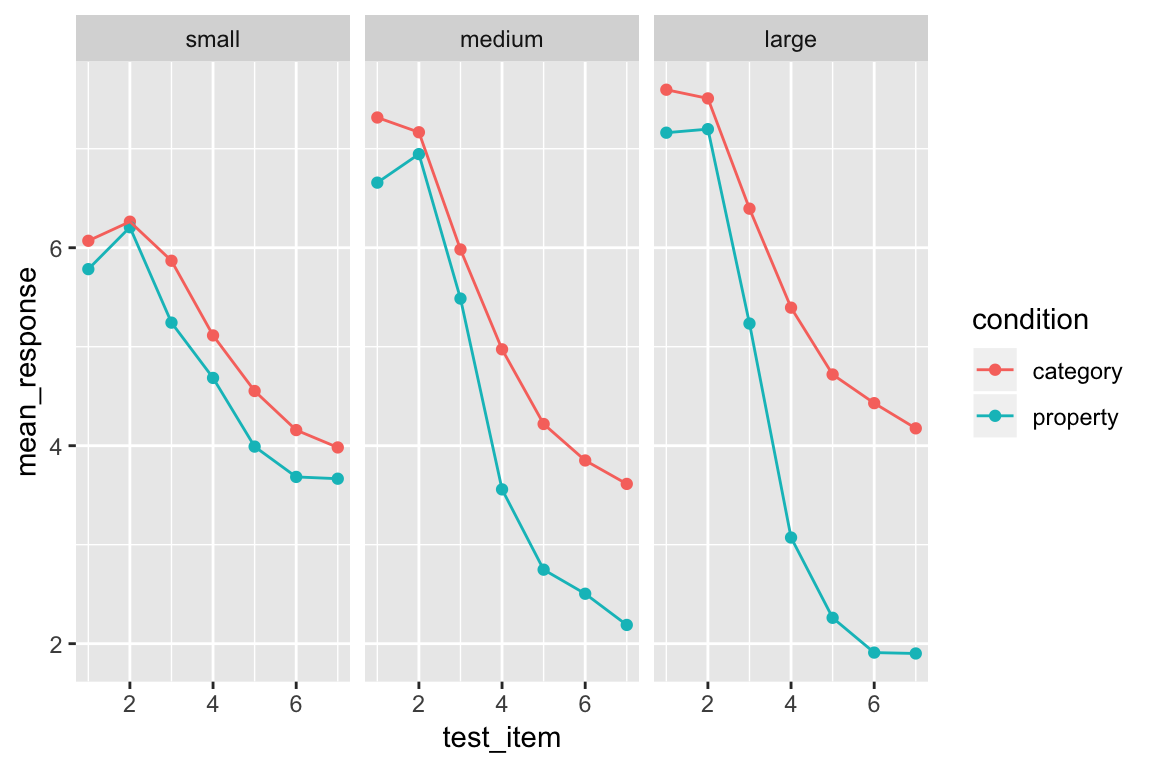 small medium large
mean_response
6
4
2
2 4 6 2 4 6 2 4 6
test_item
condition
category
property